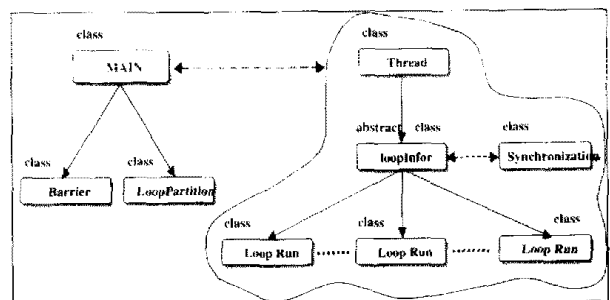 class
MAIN
class
Thread
class
Barrier
class
LoopPartition
abstract class
loopInfor
class
Synchronization
class
Loop Run
class
Loop Run
class
Loop Run